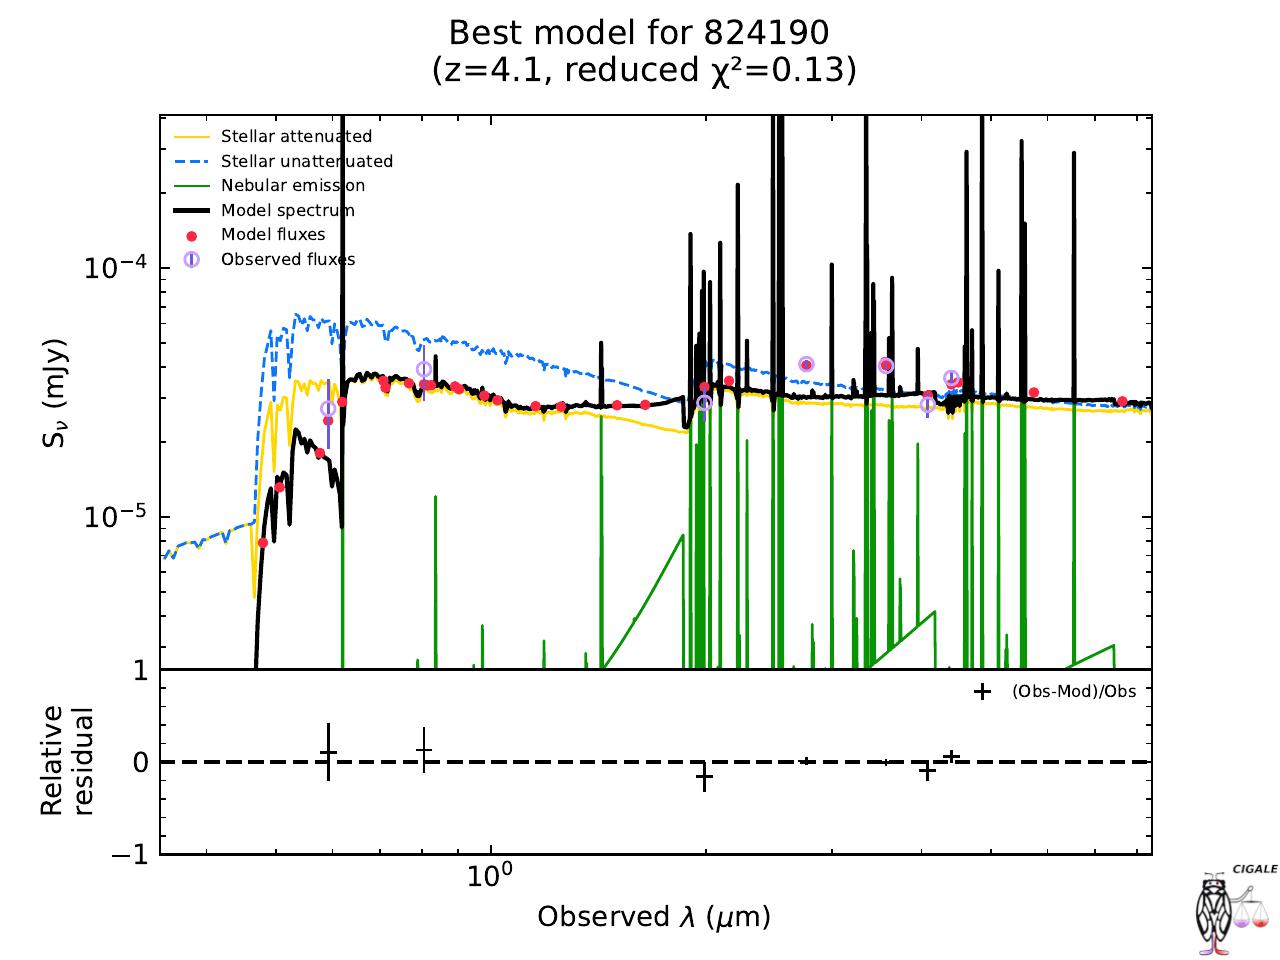 Best model for 824190
(z=4.1, reduced χ²=0.13)
Stellar attenuated
Stellar unattenuated
Nebular emission
Model spectrum
Model fluxes
Observed fluxes
10⁻⁴
10⁻⁵
S_ν (mJy)
1
0
−1
Relative
residual
(Obs-Mod)/Obs
10⁰
Observed λ (μm)
CIGALE